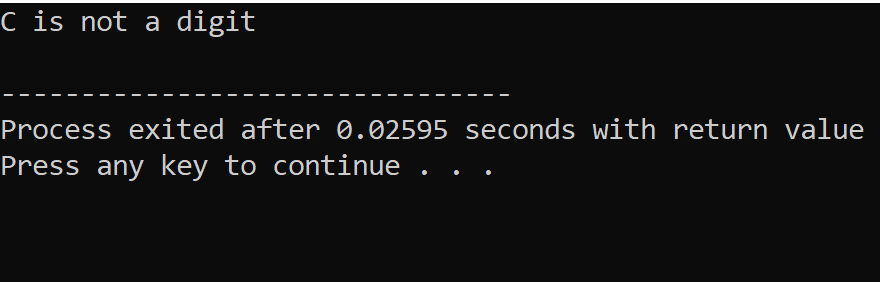 C is not a digit
--------------------------------
Process exited after 0.02595 seconds with return value
Press any key to continue . . .